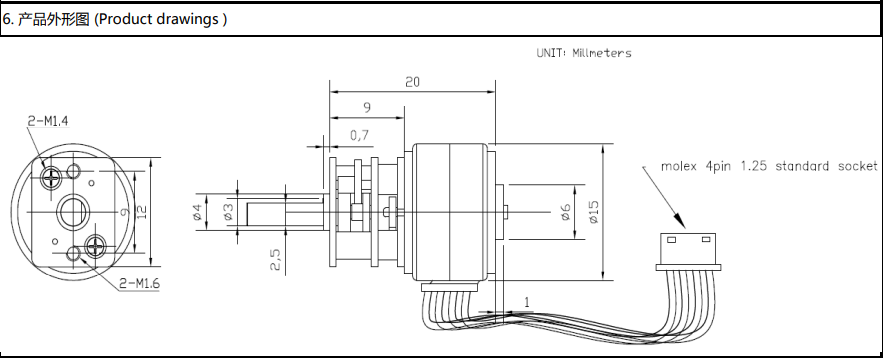 6. 产品外形图 (Product drawings )
UNIT: Millmeters
20
9
0,7
2-M1.4
molex 4pin 1.25 standard socket
ø4
ø3
9
12
ø6
ø15
2,5
2-M1.6
1